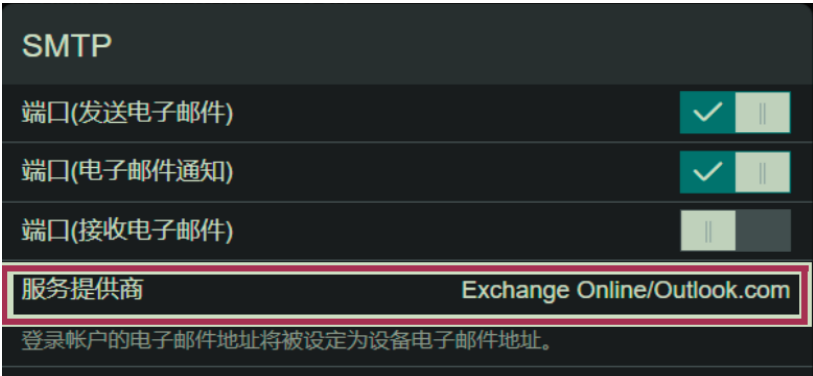 SMTP
端口(发送电子邮件)
端口(电子邮件通知)
端口(接收电子邮件)
服务提供商 Exchange Online/Outlook.com
登录帐户的电子邮件地址将被设定为设备电子邮件地址。